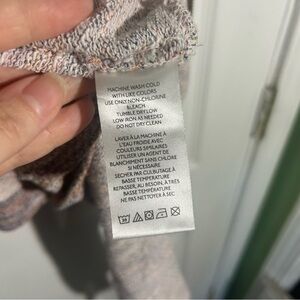 MACHINE WASH COLD
WITH LIKE COLORS
USE ONLY NON-CHLORINE
BLEACH
TUMBLE DRY LOW
LOW IRON AS NEEDED
DO NOT DRY CLEAN
LAVER À LA MACHINE À
L'EAU FROIDE AVEC
COULEURS SIMILAIRES
UTILISER UN AGENT DE
BLANCHIMENT SANS CHLORE
SI NÉCESSAIRE
SÉCHER PAR CULBUTAGE À
BASSE TEMPÉRATURE
REPASSER, AU BESOIN, À TRÈS
BASSE TEMPÉRATURE
NE PAS NETTOYER À SEC